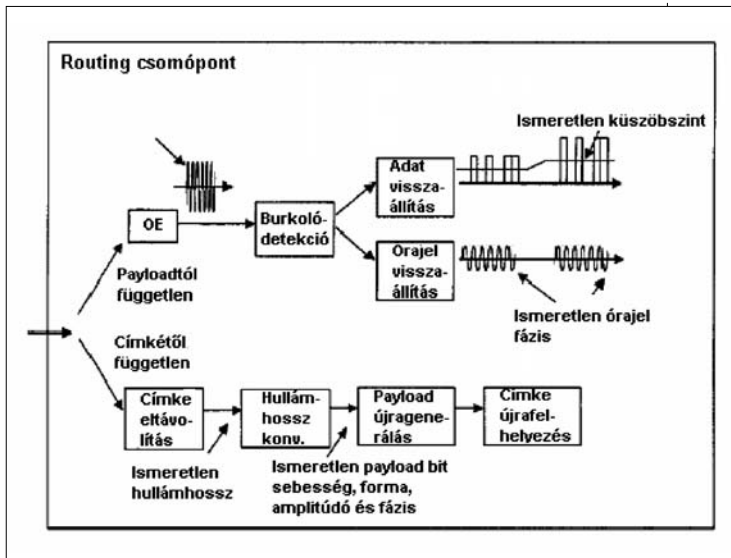 Routing csomópont
Ismeretlen küszöbszint
Adat
vissza-
állítás
OE
Burkoló-
detekció
Órajel
vissza-
állítás
Payloadtól
független
Ismeretlen órajel
fázis
Címkétől
független
Címke
eltávo-
lítás
Hullám-
hossz
konv.
Payload
újragene-
rálás
Címke
újrafel-
helyezés
Ismeretlen
hullámhossz
Ismeretlen payload bit
sebesség, forma,
amplitúdó és fázis